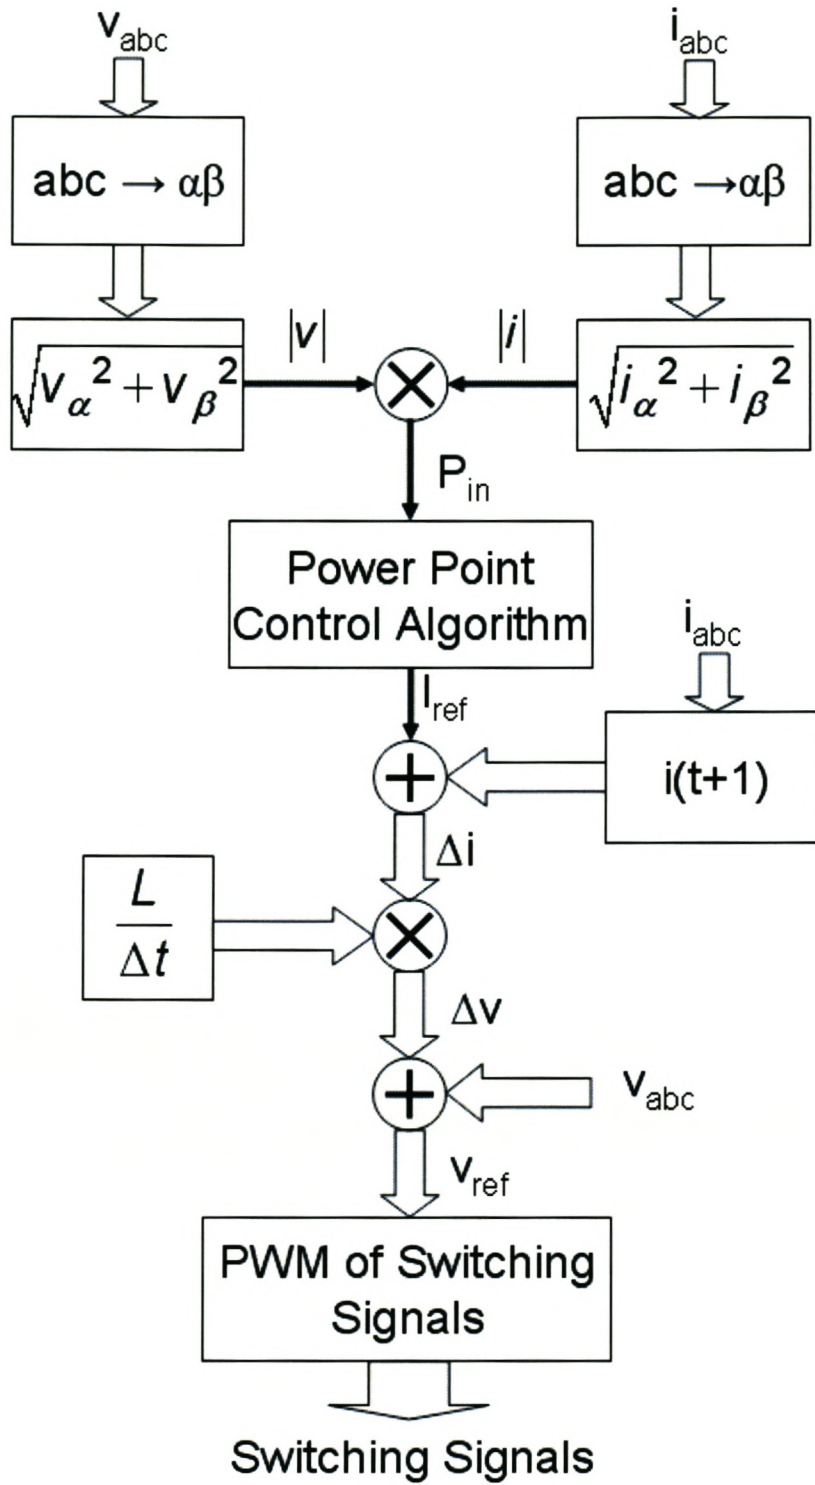 v_abc
i_abc
abc → αβ
abc →αβ
√(v_α² + v_β²)
|v|
|i|
√(i_α² + i_β²)
P_in
Power Point
Control Algorithm
I_ref
i_abc
i(t+1)
Δi
L
Δt
Δv
v_abc
v_ref
PWM of Switching
Signals
Switching Signals